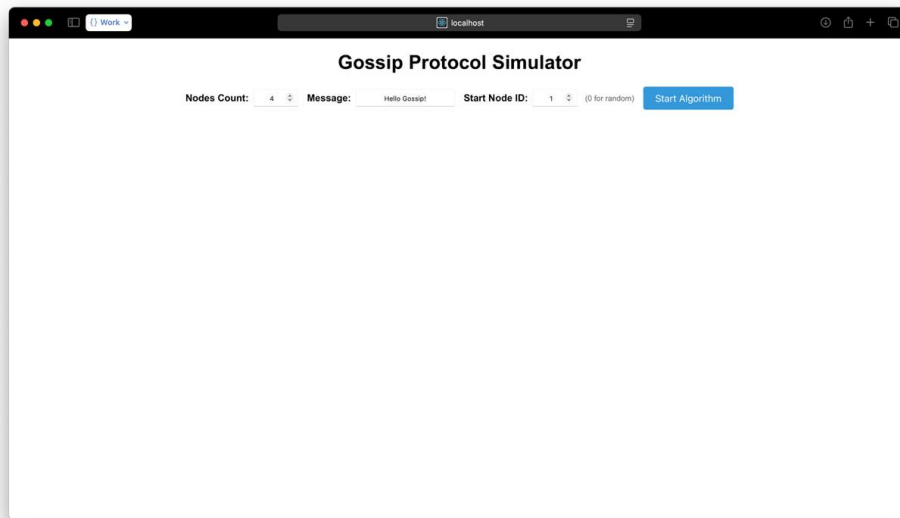 {} Work
localhost
Gossip Protocol Simulator
Nodes Count: 4 Message: Hello Gossip! Start Node ID: 1 (0 for random) Start Algorithm